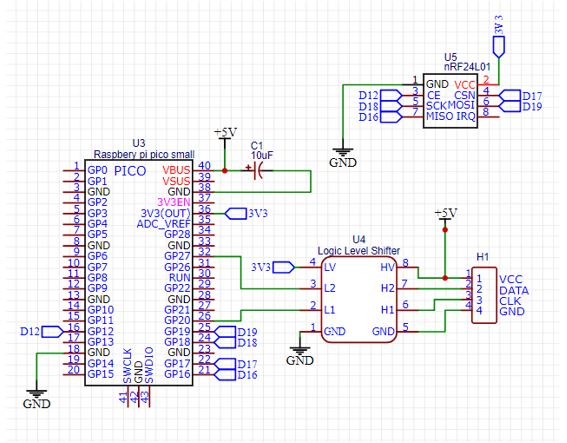 3V 3
U5
nRF24L01
1 GND VCC 2
D12 3 CE CSN 4 D17
D18 5 SCK MOSI 6 D19
D16 7 MISO IRQ 8
GND
U3
Raspbery pi pico small
+5V
C1
10uF
PICO
1 GP0 VBUS 40
2 GP1 VSUS 39
3 GND GND 38
4 GP2 3V3EN 37
5 GP3 3V3(OUT) 36 3V3
6 GP4 ADC_VREF 35
7 GP5 GP28 34
8 GND GND 33
9 GP6 GP27 32
10 GP7 GP26 31
11 GP8 RUN 30
12 GP9 GP22 29
13 GND GND 28
14 GP10 GP21 27
15 GP11 GP20 26
D12 16 GP12 GP19 25 D19
17 GP13 GP18 24 D18
18 GND GND 23
19 GP14 GP17 22 D17
20 GP15 GP16 21 D16
SWCLK GND SWDIO
41 42 43
GND
U4
Logic Level Shifter
3V3 4 LV HV 8
3 L2 H2 7
2 L1 H1 6
1 GND GND 5
GND
+5V
H1
1 1 VCC
2 2 DATA
3 3 CLK
4 4 GND